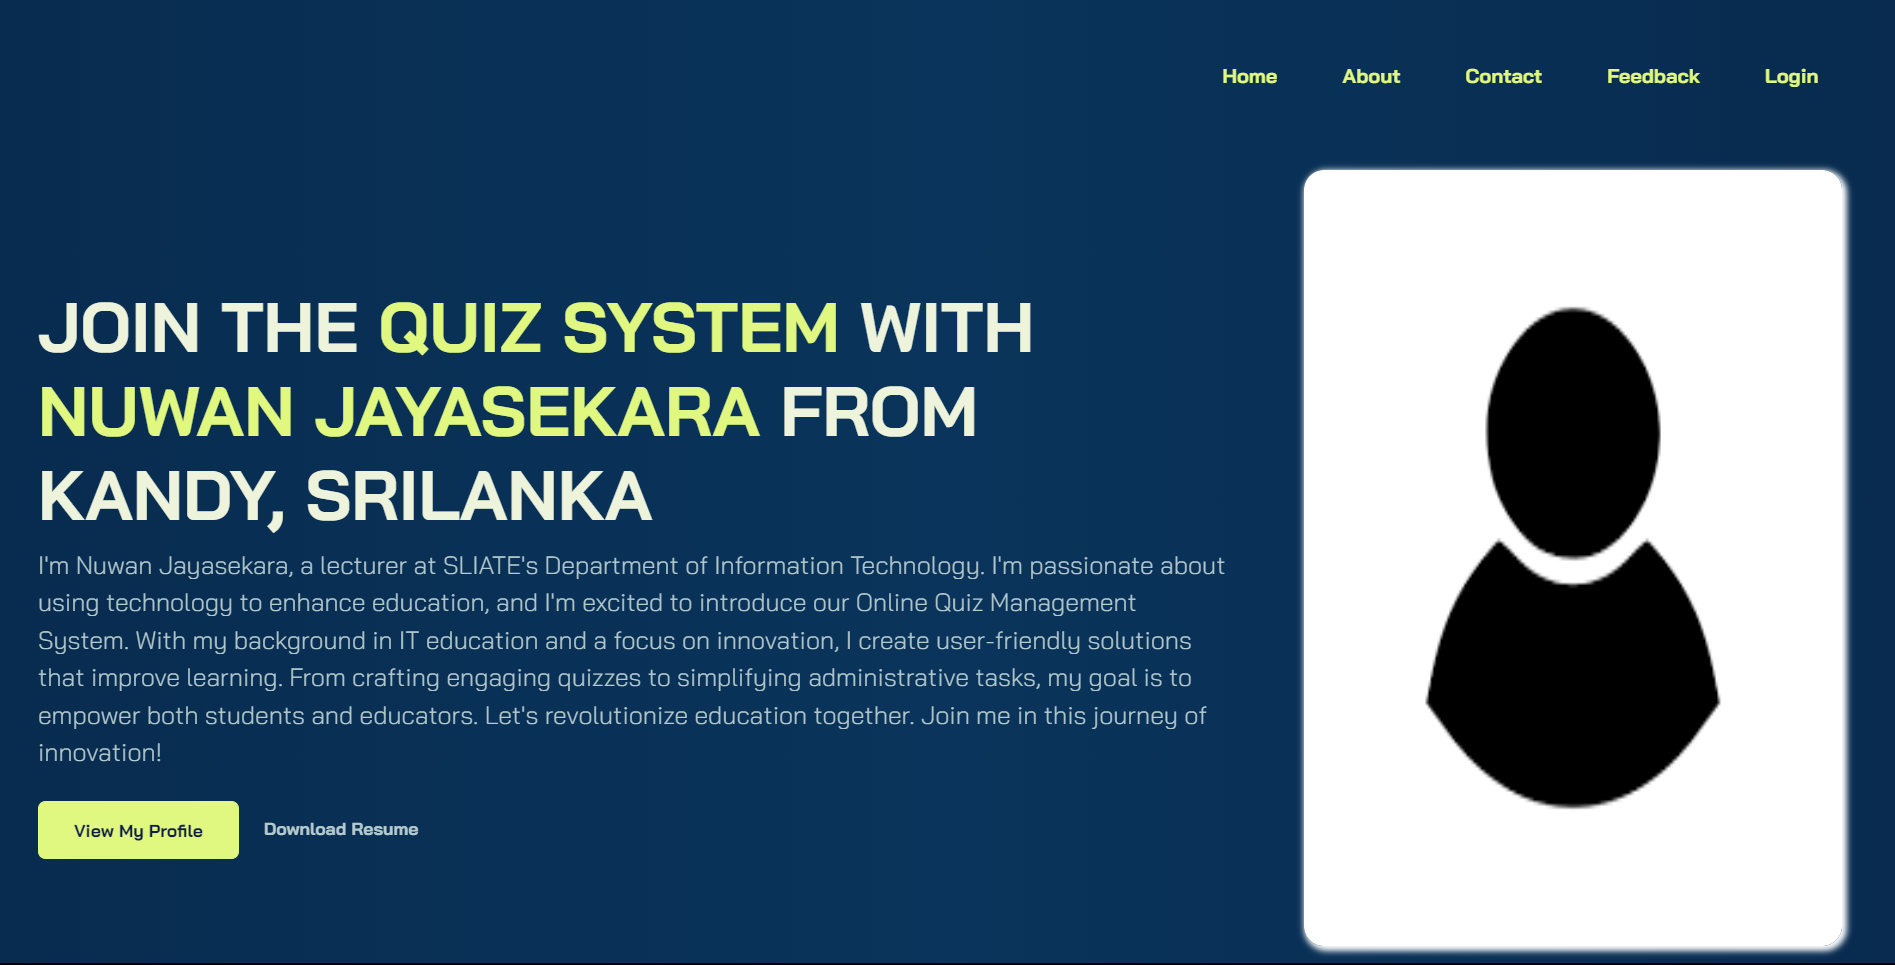 Home About Contact Feedback Login
JOIN THE QUIZ SYSTEM WITH
NUWAN JAYASEKARA FROM
KANDY, SRILANKA
I'm Nuwan Jayasekara, a lecturer at SLIATE's Department of Information Technology. I'm passionate about
using technology to enhance education, and I'm excited to introduce our Online Quiz Management
System. With my background in IT education and a focus on innovation, I create user-friendly solutions
that improve learning. From crafting engaging quizzes to simplifying administrative tasks, my goal is to
empower both students and educators. Let's revolutionize education together. Join me in this journey of
innovation!
View My Profile Download Resume